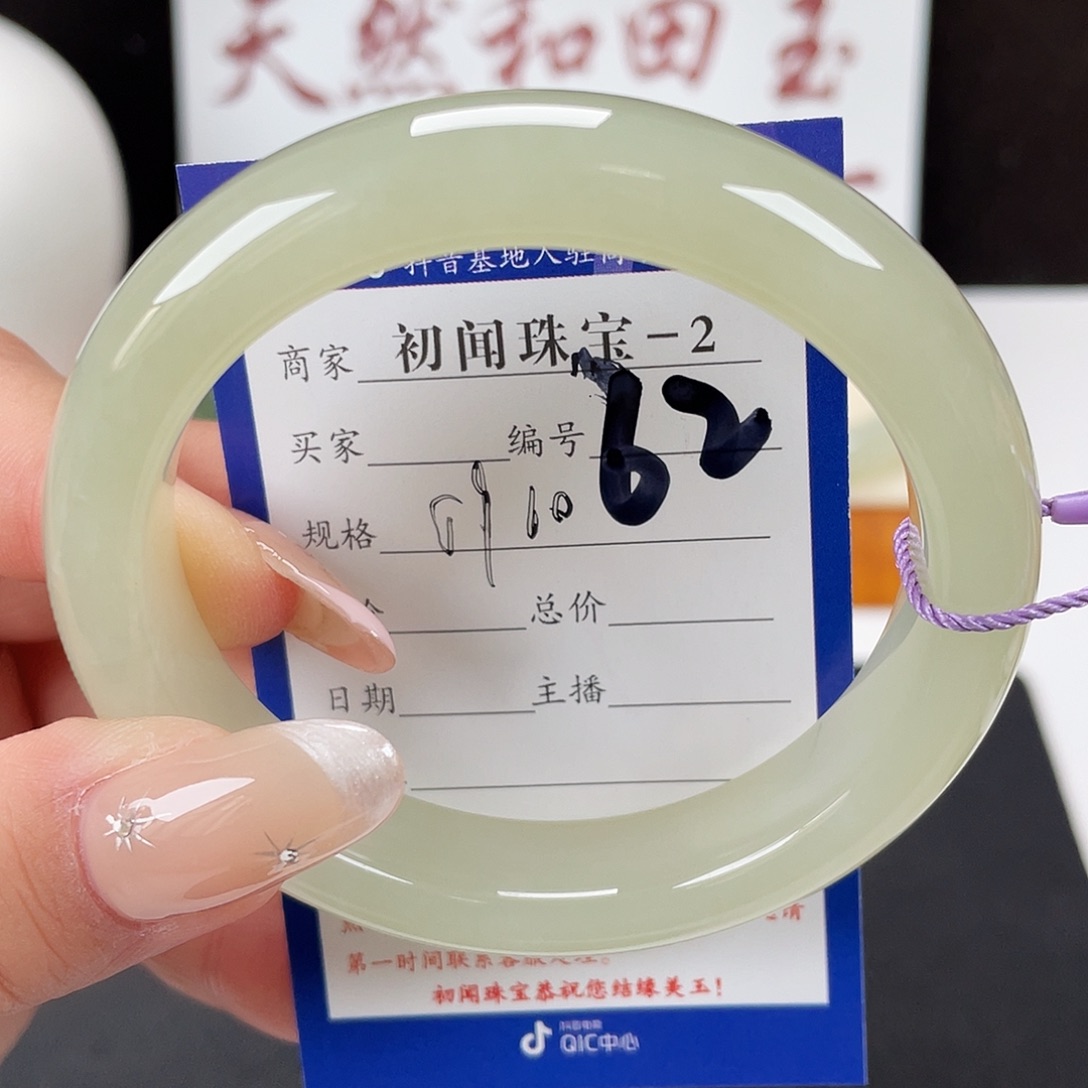 天然和田玉
抖音基地入驻商
商家 初闻珠宝-2
买家 编号 62
规格
总价
日期 主播
第一时间联系客服处理。
初闻珠宝恭祝您结缘美玉！
抖音电商
QIC中心